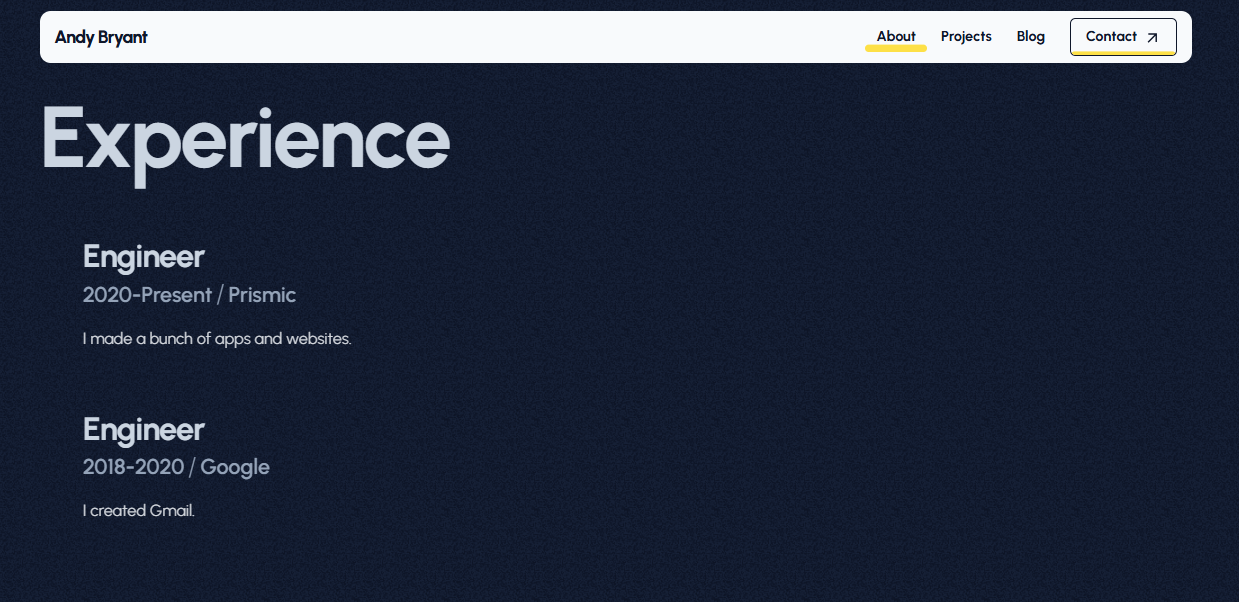 Andy Bryant
About Projects Blog Contact
Experience
Engineer
2020-Present / Prismic
I made a bunch of apps and websites.
Engineer
2018-2020 / Google
I created Gmail.